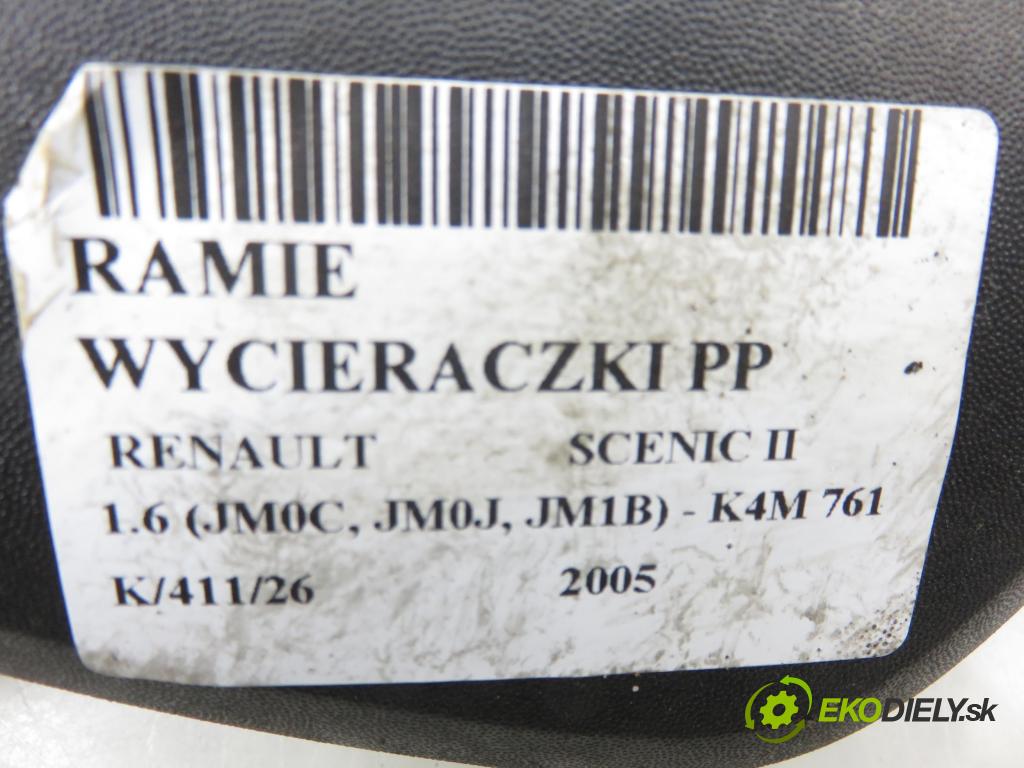 RAMIE
WYCIERACZKI PP
RENAULT SCENIC II
1.6 (JM0C, JM0J, JM1B) - K4M 761
K/411/26 2005
EKODIELY.sk